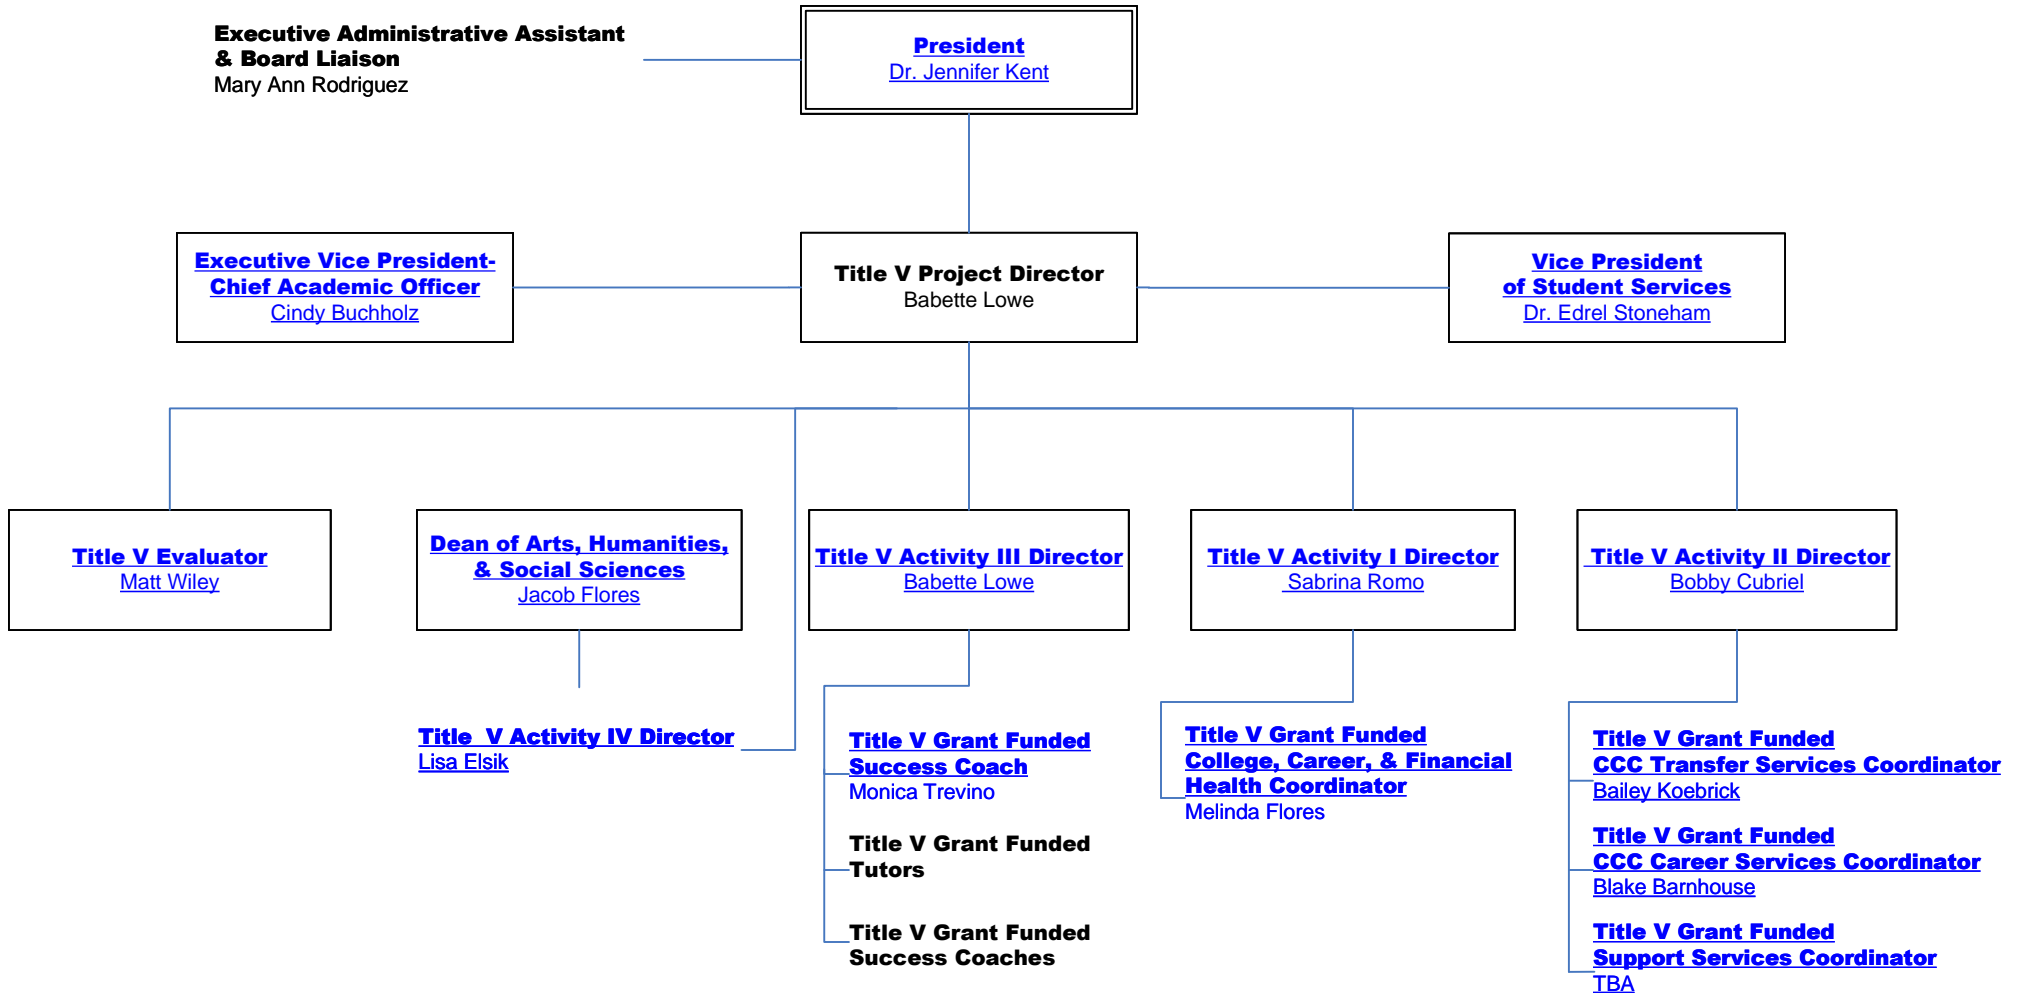 Executive Administrative Assistant
& Board Liaison
Mary Ann Rodriguez
President
Dr. Jennifer Kent
Executive Vice President-
Chief Academic Officer
Cindy Buchholz
Title V Project Director
Babette Lowe
Vice President
of Student Services
Dr. Edrel Stoneham
Title V Evaluator
Matt Wiley
Dean of Arts, Humanities,
& Social Sciences
Jacob Flores
Title V Activity III Director
Babette Lowe
Title V Activity I Director
Sabrina Romo
Title V Activity II Director
Bobby Cubriel
Title V Activity IV Director
Lisa Elsik
Title V Grant Funded
Success Coach
Monica Trevino
Title V Grant Funded
Tutors
Title V Grant Funded
Success Coaches
Title V Grant Funded
College, Career, & Financial
Health Coordinator
Melinda Flores
Title V Grant Funded
CCC Transfer Services Coordinator
Bailey Koebrick
Title V Grant Funded
CCC Career Services Coordinator
Blake Barnhouse
Title V Grant Funded
Support Services Coordinator
TBA